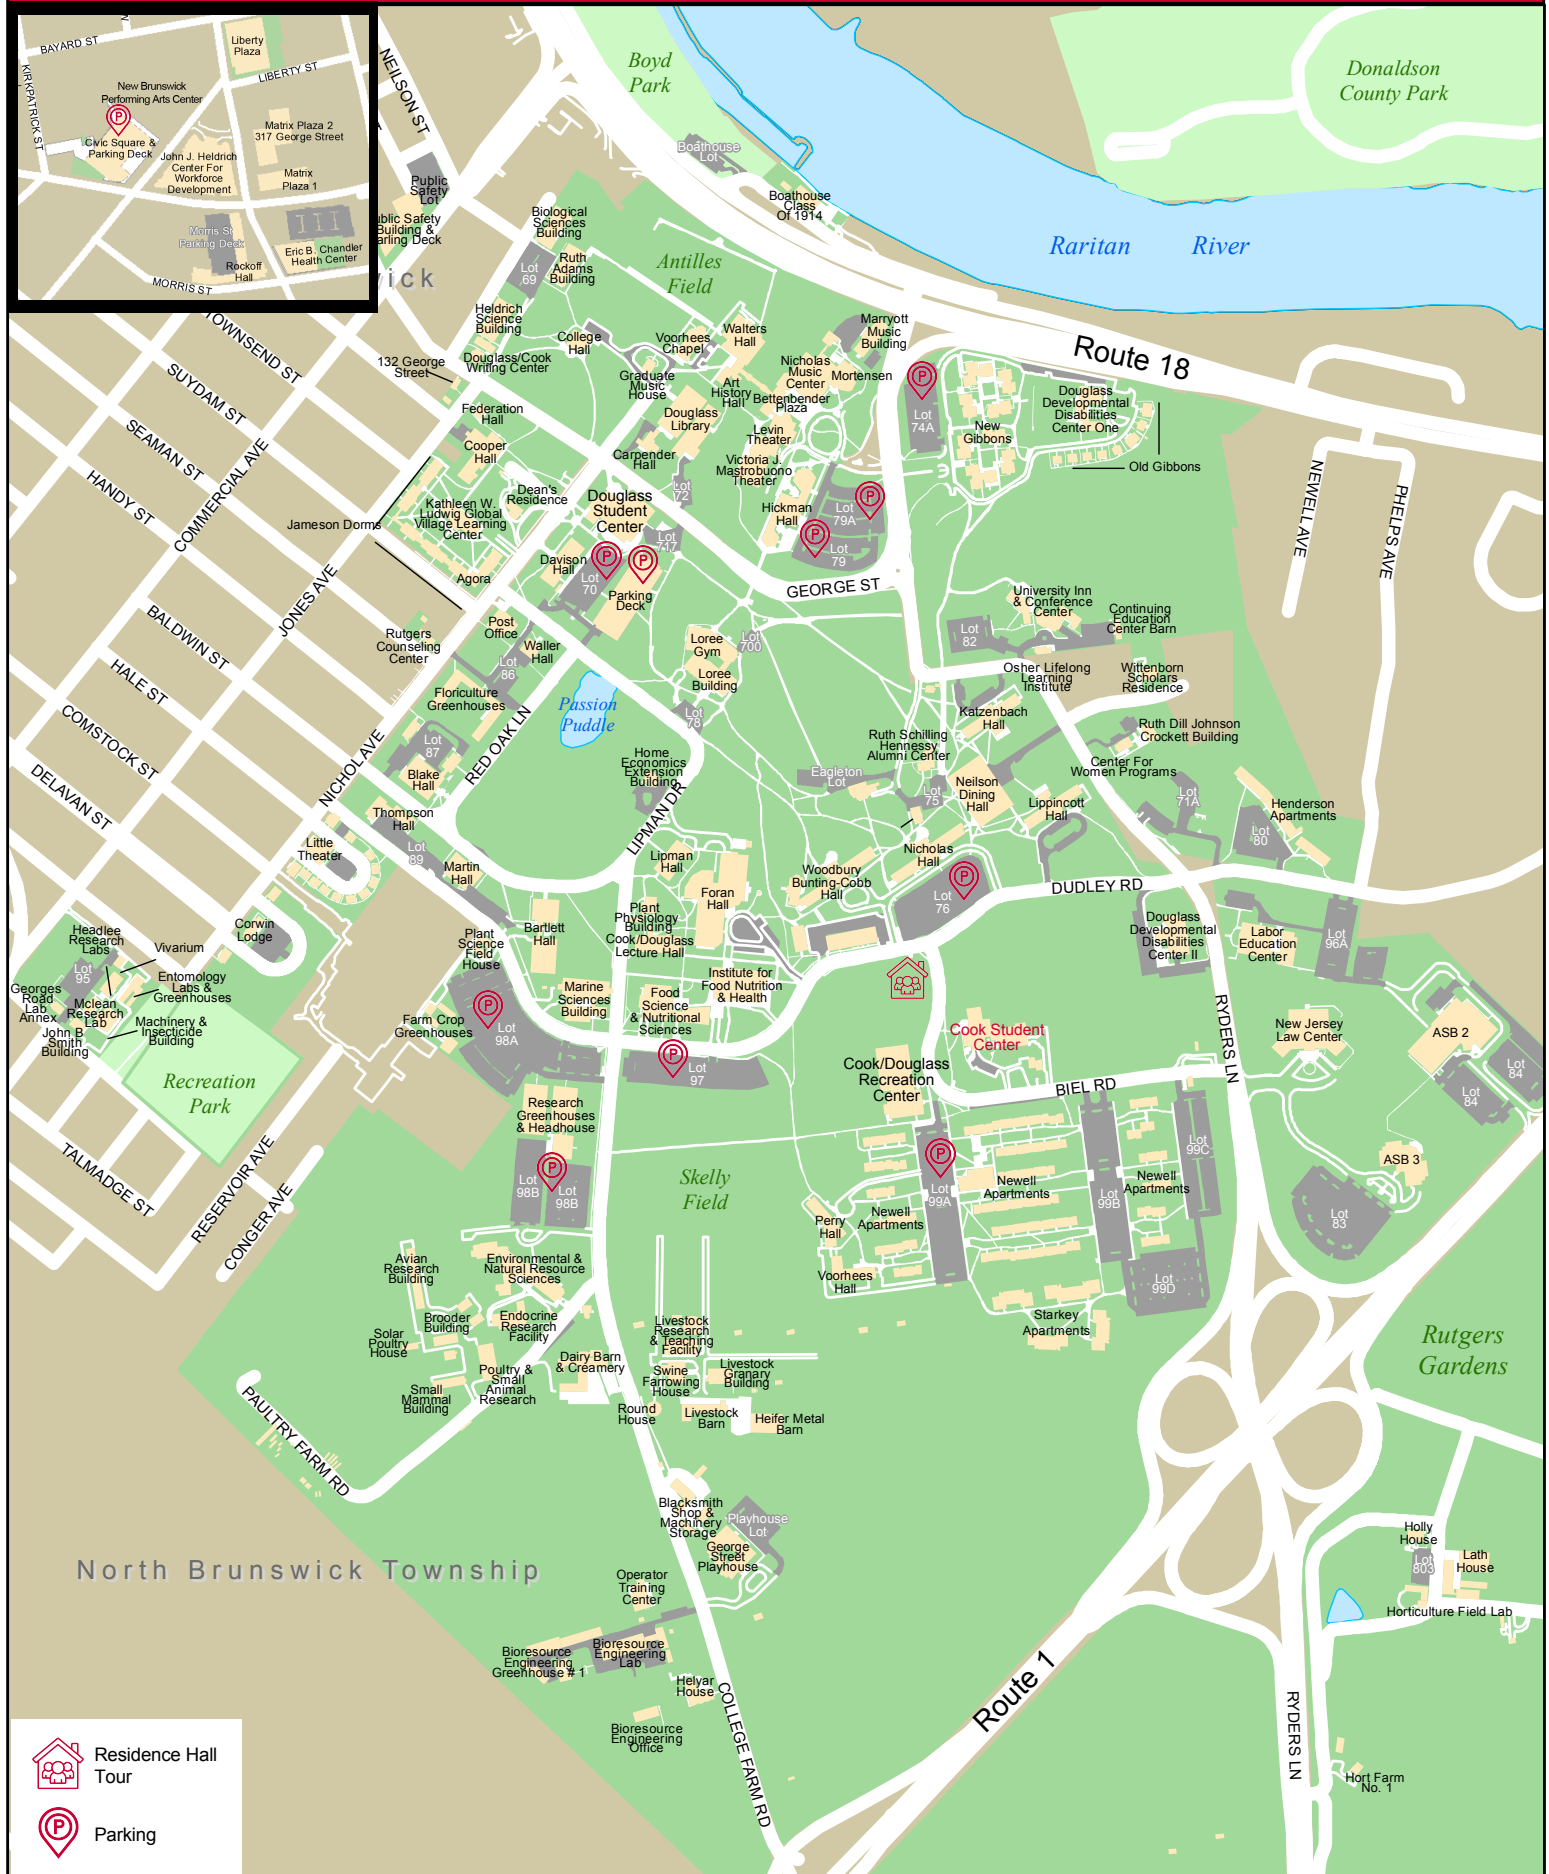 BAYARD ST
Liberty
Plaza
LIBERTY ST
KIRKPATRICK ST
New Brunswick
Performing Arts Center
P
Civic Square &
Parking Deck
John J. Heldrich
Center For
Workforce
Development
Matrix Plaza 2
317 George Street
Matrix
Plaza 1
Morris St
Parking Deck
Rockoff
Hall
Eric B. Chandler
Health Center
MORRIS ST
NEILSON ST
Public
Safety
Lot
ublic Safety
Building &
arling Deck
ick
Boyd
Park
Boathouse
Lot
Boathouse
Class
Of 1914
Donaldson
County Park
Raritan River
Route 18
Biological
Sciences
Building
Lot
69
Ruth
Adams
Building
Antilles
Field
Heldrich
Science
Building
College
Hall
Voorhees
Chapel
Walters
Hall
Marryott
Music
Building
Douglass/Cook
Writing Center
132 George
Street
Graduate
Music
House
Art
History
Hall
Nicholas
Music
Center
Mortensen
Bettenbender
Plaza
Federation
Hall
Cooper
Hall
Douglass
Library
Levin
Theater
Carpender
Hall
Victoria J.
Mastrobuono
Theater
P
Lot
74A
New
Gibbons
Douglass
Developmental
Disabilities
Center One
Old Gibbons
Dean's
Residence
Kathleen W.
Ludwig Global
Village Learning
Center
Jameson Dorms
Agora
Douglass
Student
Center
Lot
72
Lot
717
Hickman
Hall
P
Lot
79A
P
Lot
79
Davison
Hall
P
Lot
70
P
Parking
Deck
GEORGE ST
TOWNSEND ST
SUYDAM ST
SEAMAN ST
HANDY ST
COMMERCIAL AVE
JONES AVE
BALDWIN ST
HALE ST
COMSTOCK ST
DELAVAN ST
NICHOL AVE
NEWELL AVE
PHELPS AVE
Post
Office
Waller
Hall
Lot
86
Rutgers
Counseling
Center
Floriculture
Greenhouses
Lot
87
Blake
Hall
RED OAK LN
Passion
Puddle
Loree
Gym
Loree
Building
Lot
700
Lot
78
Lot
82
University Inn
& Conference
Center
Continuing
Education
Center Barn
Osher Lifelong
Learning
Institute
Wittenborn
Scholars
Residence
Katzenbach
Hall
Ruth Dill Johnson
Crockett Building
Center For
Women Programs
Ruth Schilling
Hennessy
Alumni Center
Home
Economics
Extension
Building
Eagleton
Lot
Lot
75
Neilson
Dining
Hall
Lippincott
Hall
Lot
71A
Lot
80
Henderson
Apartments
LIPMAN DR
Thompson
Hall
Little
Theater
Lot
89
Martin
Hall
Lipman
Hall
Foran
Hall
Woodbury
Bunting-Cobb
Hall
Nicholas
Hall
P
Lot
76
DUDLEY RD
Plant
Physiology
Building
Cook/Douglass
Lecture Hall
Bartlett
Hall
Plant
Science
Field
House
Corwin
Lodge
Headlee
Research
Labs
Vivarium
Lot
95
Entomology
Labs &
Greenhouses
Georges
Road
Lab
Annex
Mclean
Research
Lab
John B
Smith
Building
Machinery &
Insecticide
Building
Recreation
Park
P
Lot
98A
Farm Crop
Greenhouses
Marine
Sciences
Building
Food
Science
& Nutritional
Sciences
Institute for
Food Nutrition
& Health
P
Lot
97
Douglass
Developmental
Disabilities
Center II
Labor
Education
Center
Lot
96A
RYDERS LN
New Jersey
Law Center
ASB 2
Lot
84
Lot
84
ASB 3
Lot
83
Cook Student
Center
Cook/Douglass
Recreation
Center
BIEL RD
P
Lot
99A
Lot
99B
Lot
99C
Lot
99D
Newell
Apartments
Newell
Apartments
Newell
Apartments
Perry
Hall
Voorhees
Hall
Starkey
Apartments
Research
Greenhouses
& Headhouse
P
Lot
98B
Lot
98B
Skelly
Field
TALMADGE ST
RESERVOIR AVE
CONGER AVE
Avian
Research
Building
Environmental &
Natural Resource
Sciences
Brooder
Building
Endocrine
Research
Facility
Solar
Poultry
House
Small
Mammal
Building
Poultry &
Small
Animal
Research
Dairy Barn
& Creamery
Livestock
Research
& Teaching
Facility
Swine
Farrowing
House
Livestock
Granary
Building
Round
House
Livestock
Barn
Heifer Metal
Barn
PAULTRY FARM RD
Rutgers
Gardens
Blacksmith
Shop &
Machinery
Storage
Playhouse
Lot
George
Street
Playhouse
North Brunswick Township
Operator
Training
Center
Bioresource
Engineering
Greenhouse # 1
Bioresource
Engineering
Lab
Helyar
House
Bioresource
Engineering
Office
COLLEGE FARM RD
Route 1
RYDERS LN
Holly
House
Lot
803
Lath
House
Horticulture Field Lab
Hort Farm
No. 1
Residence Hall
Tour
P
Parking